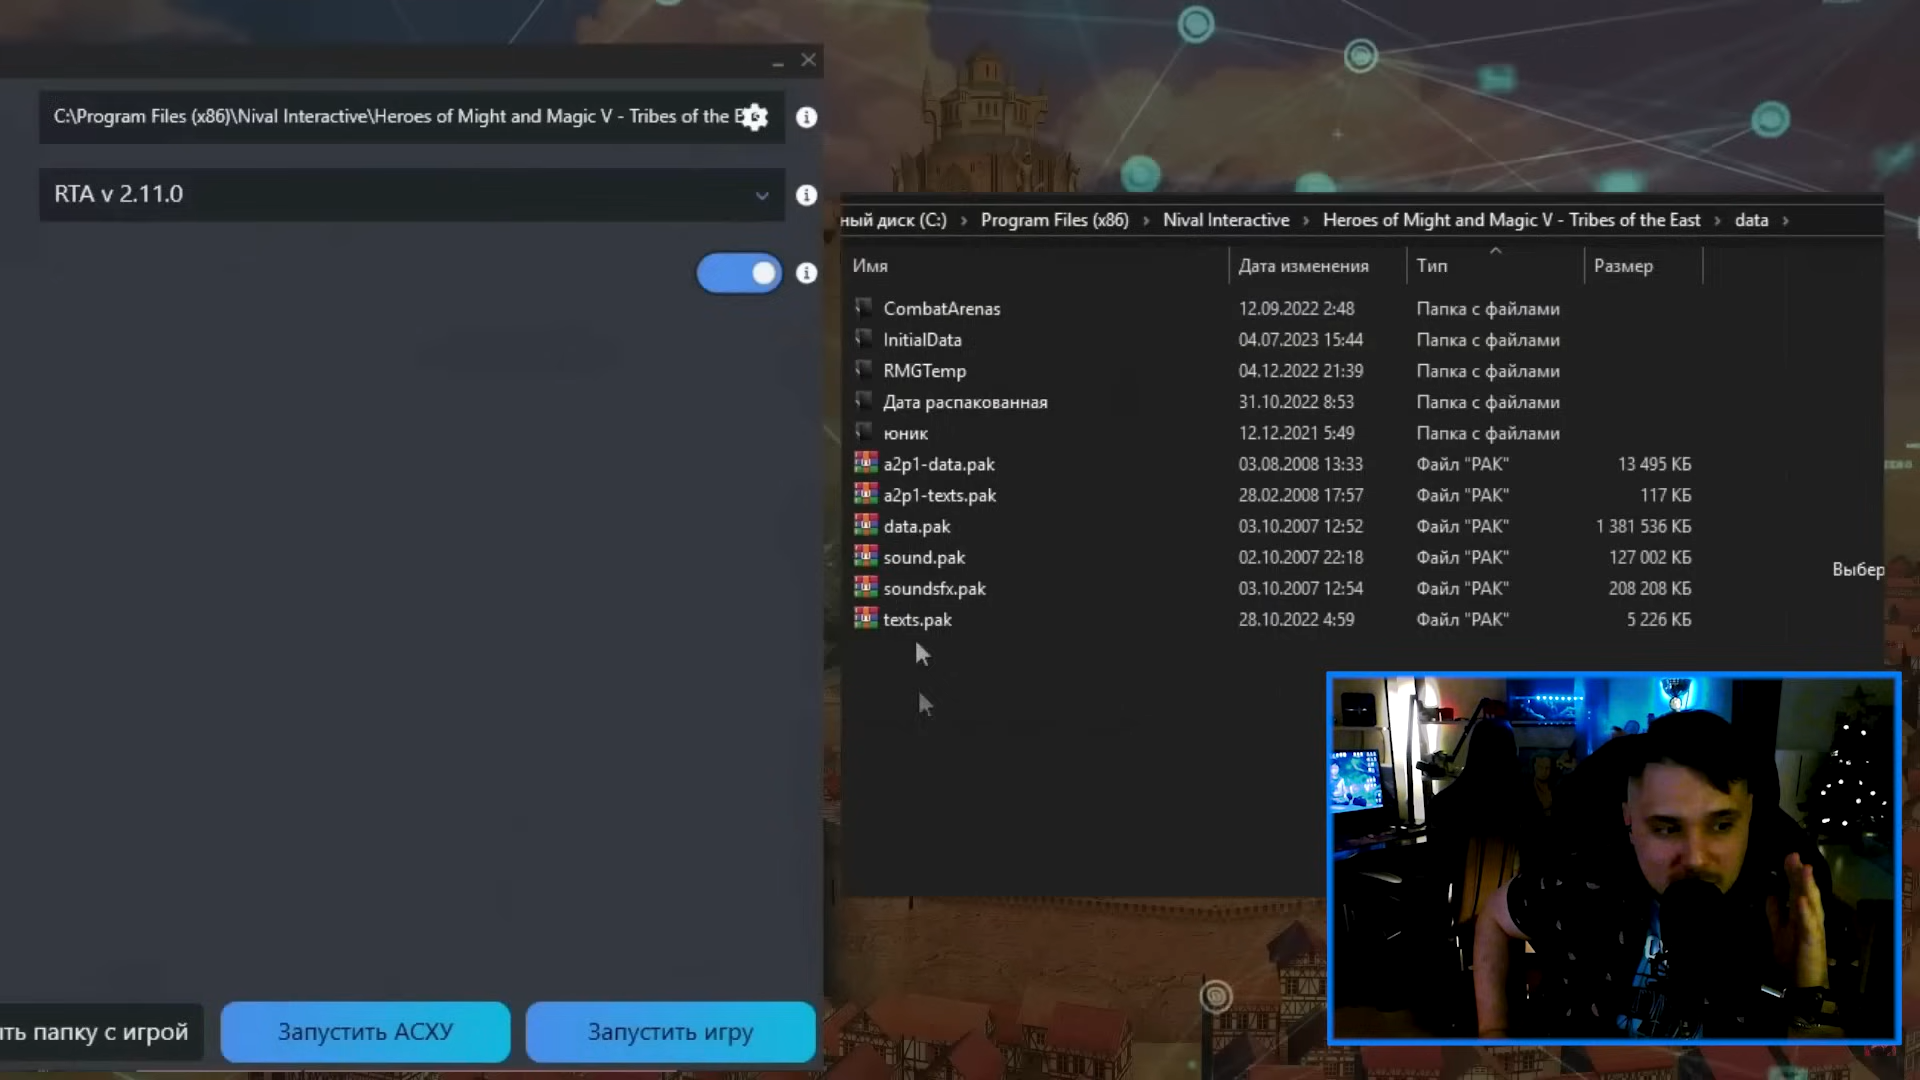 C:\Program Files (x86)\Nival Interactive\Heroes of Might and Magic V - Tribes of the E
RTA v 2.11.0
ный диск (C:) › Program Files (x86) › Nival Interactive › Heroes of Might and Magic V - Tribes of the East › data ›
Имя Дата изменения Тип Размер
CombatArenas 12.09.2022 2:48 Папка с файлами
InitialData 04.07.2023 15:44 Папка с файлами
RMGTemp 04.12.2022 21:39 Папка с файлами
Дата распакованная 31.10.2022 8:53 Папка с файлами
юник 12.12.2021 5:49 Папка с файлами
a2p1-data.pak 03.08.2008 13:33 Файл "PAK" 13 495 КБ
a2p1-texts.pak 28.02.2008 17:57 Файл "PAK" 117 КБ
data.pak 03.10.2007 12:52 Файл "PAK" 1 381 536 КБ
sound.pak 02.10.2007 22:18 Файл "PAK" 127 002 КБ
soundsfx.pak 03.10.2007 12:54 Файл "PAK" 208 208 КБ
texts.pak 28.10.2022 4:59 Файл "PAK" 5 226 КБ
Выбер
ть папку с игрой
Запустить АСХУ
Запустить игру